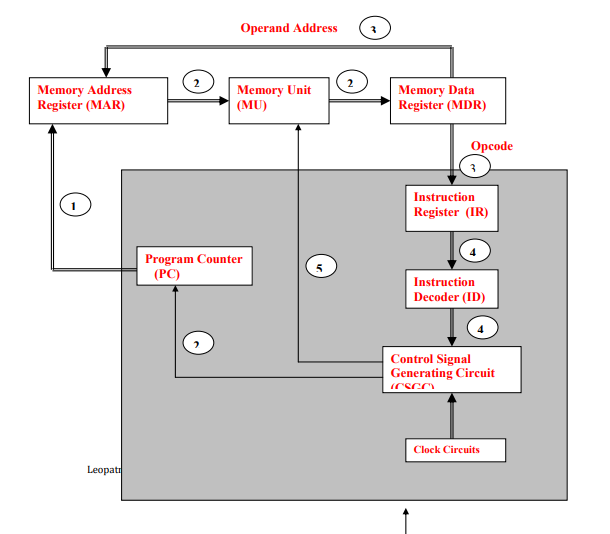 Operand Address 3
Memory Address
Register (MAR)
2
Memory Unit
(MU)
2
Memory Data
Register (MDR)
Opcode
3
1
Instruction
Register (IR)
4
Program Counter
(PC)
5
Instruction
Decoder (ID)
4
2
Control Signal
Generating Circuit
(CSGC)
Clock Circuits
Leopatr